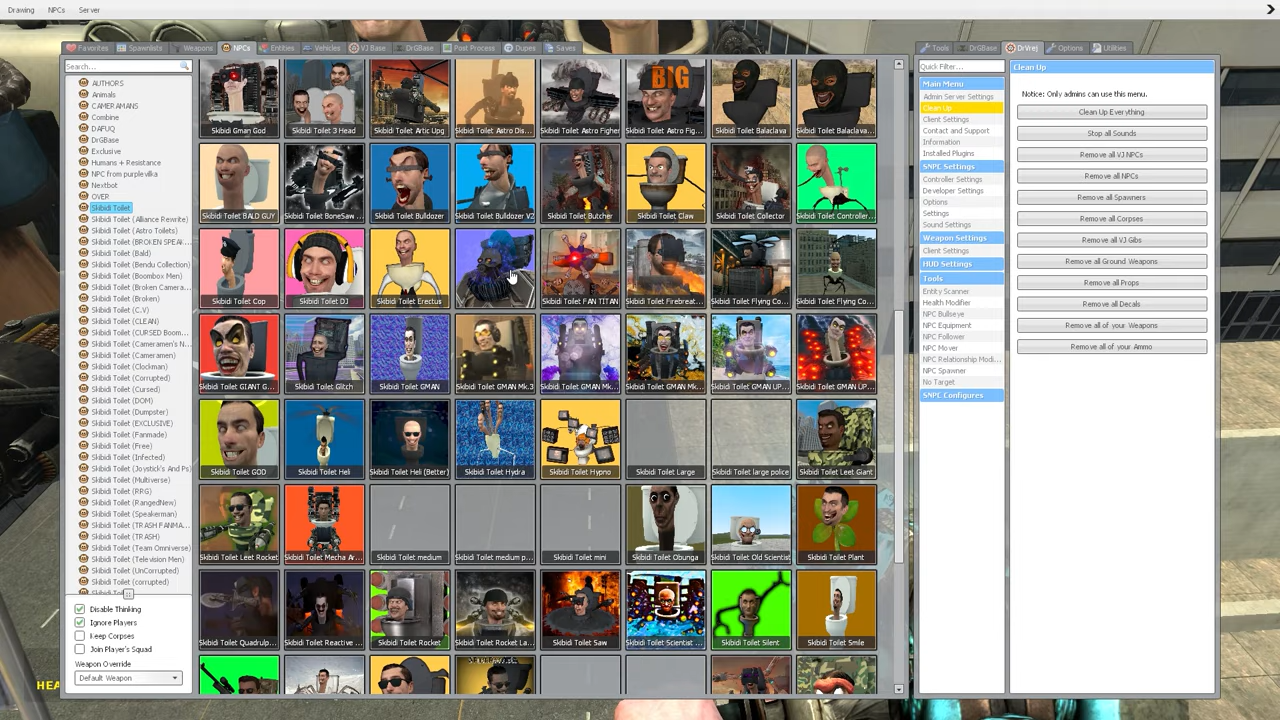 Drawing NPCs Server
Favorites Spawnlists Weapons NPCs Entities Vehicles VJ Base DrGBase Post Process Dupes Saves
Tools DrGBase DrVrej Options Utilities
Search...
AUTHORS
Animals
CAMERAMANS
Combine
DAFUQ
DrGBase
Exclusive
Humans + Resistance
NPC from purplevilka
Nextbot
OVER
Skibidi Toilet
Skibidi Toilet ( Alliance Rewrite)
Skibidi Toilet (Astro Toilets)
Skibidi Toilet (BROKEN SPEAK...
Skibidi Toilet (Bald)
Skibidi Toilet (Bendu Collection)
Skibidi Toilet (Boombox Men)
Skibidi Toilet (Broken Camera...
Skibidi Toilet (Broken)
Skibidi Toilet (C.V)
Skibidi Toilet (CLEAN)
Skibidi Toilet (CURSED Boom...
Skibidi Toilet (Cameramen's N...
Skibidi Toilet (Cameramen)
Skibidi Toilet (Clockman)
Skibidi Toilet (Corrupted)
Skibidi Toilet (Cursed)
Skibidi Toilet (DOM)
Skibidi Toilet (Dumpster)
Skibidi Toilet (EXCLUSIVE)
Skibidi Toilet (Fanmade)
Skibidi Toilet (Free)
Skibidi Toilet (Infected)
Skibidi Toilet (Joystick's And Ps)
Skibidi Toilet (Multiverse)
Skibidi Toilet (RRG)
Skibidi Toilet (RangedNew)
Skibidi Toilet (Speakerman)
Skibidi Toilet (TRASH FANMA...
Skibidi Toilet (TRASH)
Skibidi Toilet (Team Omniverse)
Skibidi Toilet (Television Men)
Skibidi Toilet (UnCorrupted)
Skibidi Toilet (corrupted)
Disable Thinking
Ignore Players
Keep Corpses
Join Player's Squad
Weapon Override
Default Weapon
BIG
Skibidi Gman God Skibidi Toilet 3 Head Skibidi Toilet Artic Upg Skibidi Toilet Astro Dis... Skibidi Toilet Astro Fighter Skibidi Toilet Astro Fig... Skibidi Toilet Balaclava Skibidi Toilet Balaclava...
Skibidi Toilet BALD GUY Skibidi Toilet BoneSaw ... Skibidi Toilet Bulldozer Skibidi Toilet Bulldozer V2 Skibidi Toilet Butcher Skibidi Toilet Claw Skibidi Toilet Collector Skibidi Toilet Controller...
Skibidi Toilet Cop Skibidi Toilet DJ Skibidi Toilet Erectus Skibidi Toilet FAN TITAN Skibidi Toilet Firebreat... Skibidi Toilet Flying Co... Skibidi Toilet Flying Co...
Skibidi Toilet GIANT G... Skibidi Toilet Glitch Skibidi Toilet GMAN Skibidi Toilet GMAN Mk.3 Skibidi Toilet GMAN Mk... Skibidi Toilet GMAN Mk... Skibidi Toilet GMAN UP... Skibidi Toilet GMAN UP...
Skibidi Toilet GOD Skibidi Toilet Heli Skibidi Toilet Heli (Better) Skibidi Toilet Hydra Skibidi Toilet Hypno Skibidi Toilet Large Skibidi Toilet large police Skibidi Toilet Leet Giant
Skibidi Toilet Leet Rocket Skibidi Toilet Mecha Ar... Skibidi Toilet medium Skibidi Toilet medium p... Skibidi Toilet mini Skibidi Toilet Obunga Skibidi Toilet Old Scientist Skibidi Toilet Plant
Skibidi Toilet Quadrulp... Skibidi Toilet Reactive ... Skibidi Toilet Rocket Skibidi Toilet Rocket La... Skibidi Toilet Saw Skibidi Toilet Scientist ... Skibidi Toilet Silent Skibidi Toilet Smile
Quick Filter...
Main Menu
Admin Server Settings
Clean Up
Client Settings
Contact and Support
Information
Installed Plugins
SNPC Settings
Controller Settings
Developer Settings
Options
Settings
Sound Settings
Weapon Settings
Client Settings
HUD Settings
Tools
Entity Scanner
Health Modifier
NPC Bullseye
NPC Equipment
NPC Follower
NPC Mover
NPC Relationship Modi...
NPC Spawner
No Target
SNPC Configures
Clean Up
Notice: Only admins can use this menu.
Clean Up Everything
Stop all Sounds
Remove all VJ NPCs
Remove all NPCs
Remove all Spawners
Remove all Corpses
Remove all VJ Gibs
Remove all Ground Weapons
Remove all Props
Remove all Decals
Remove all of your Weapons
Remove all of your Ammo
HEA